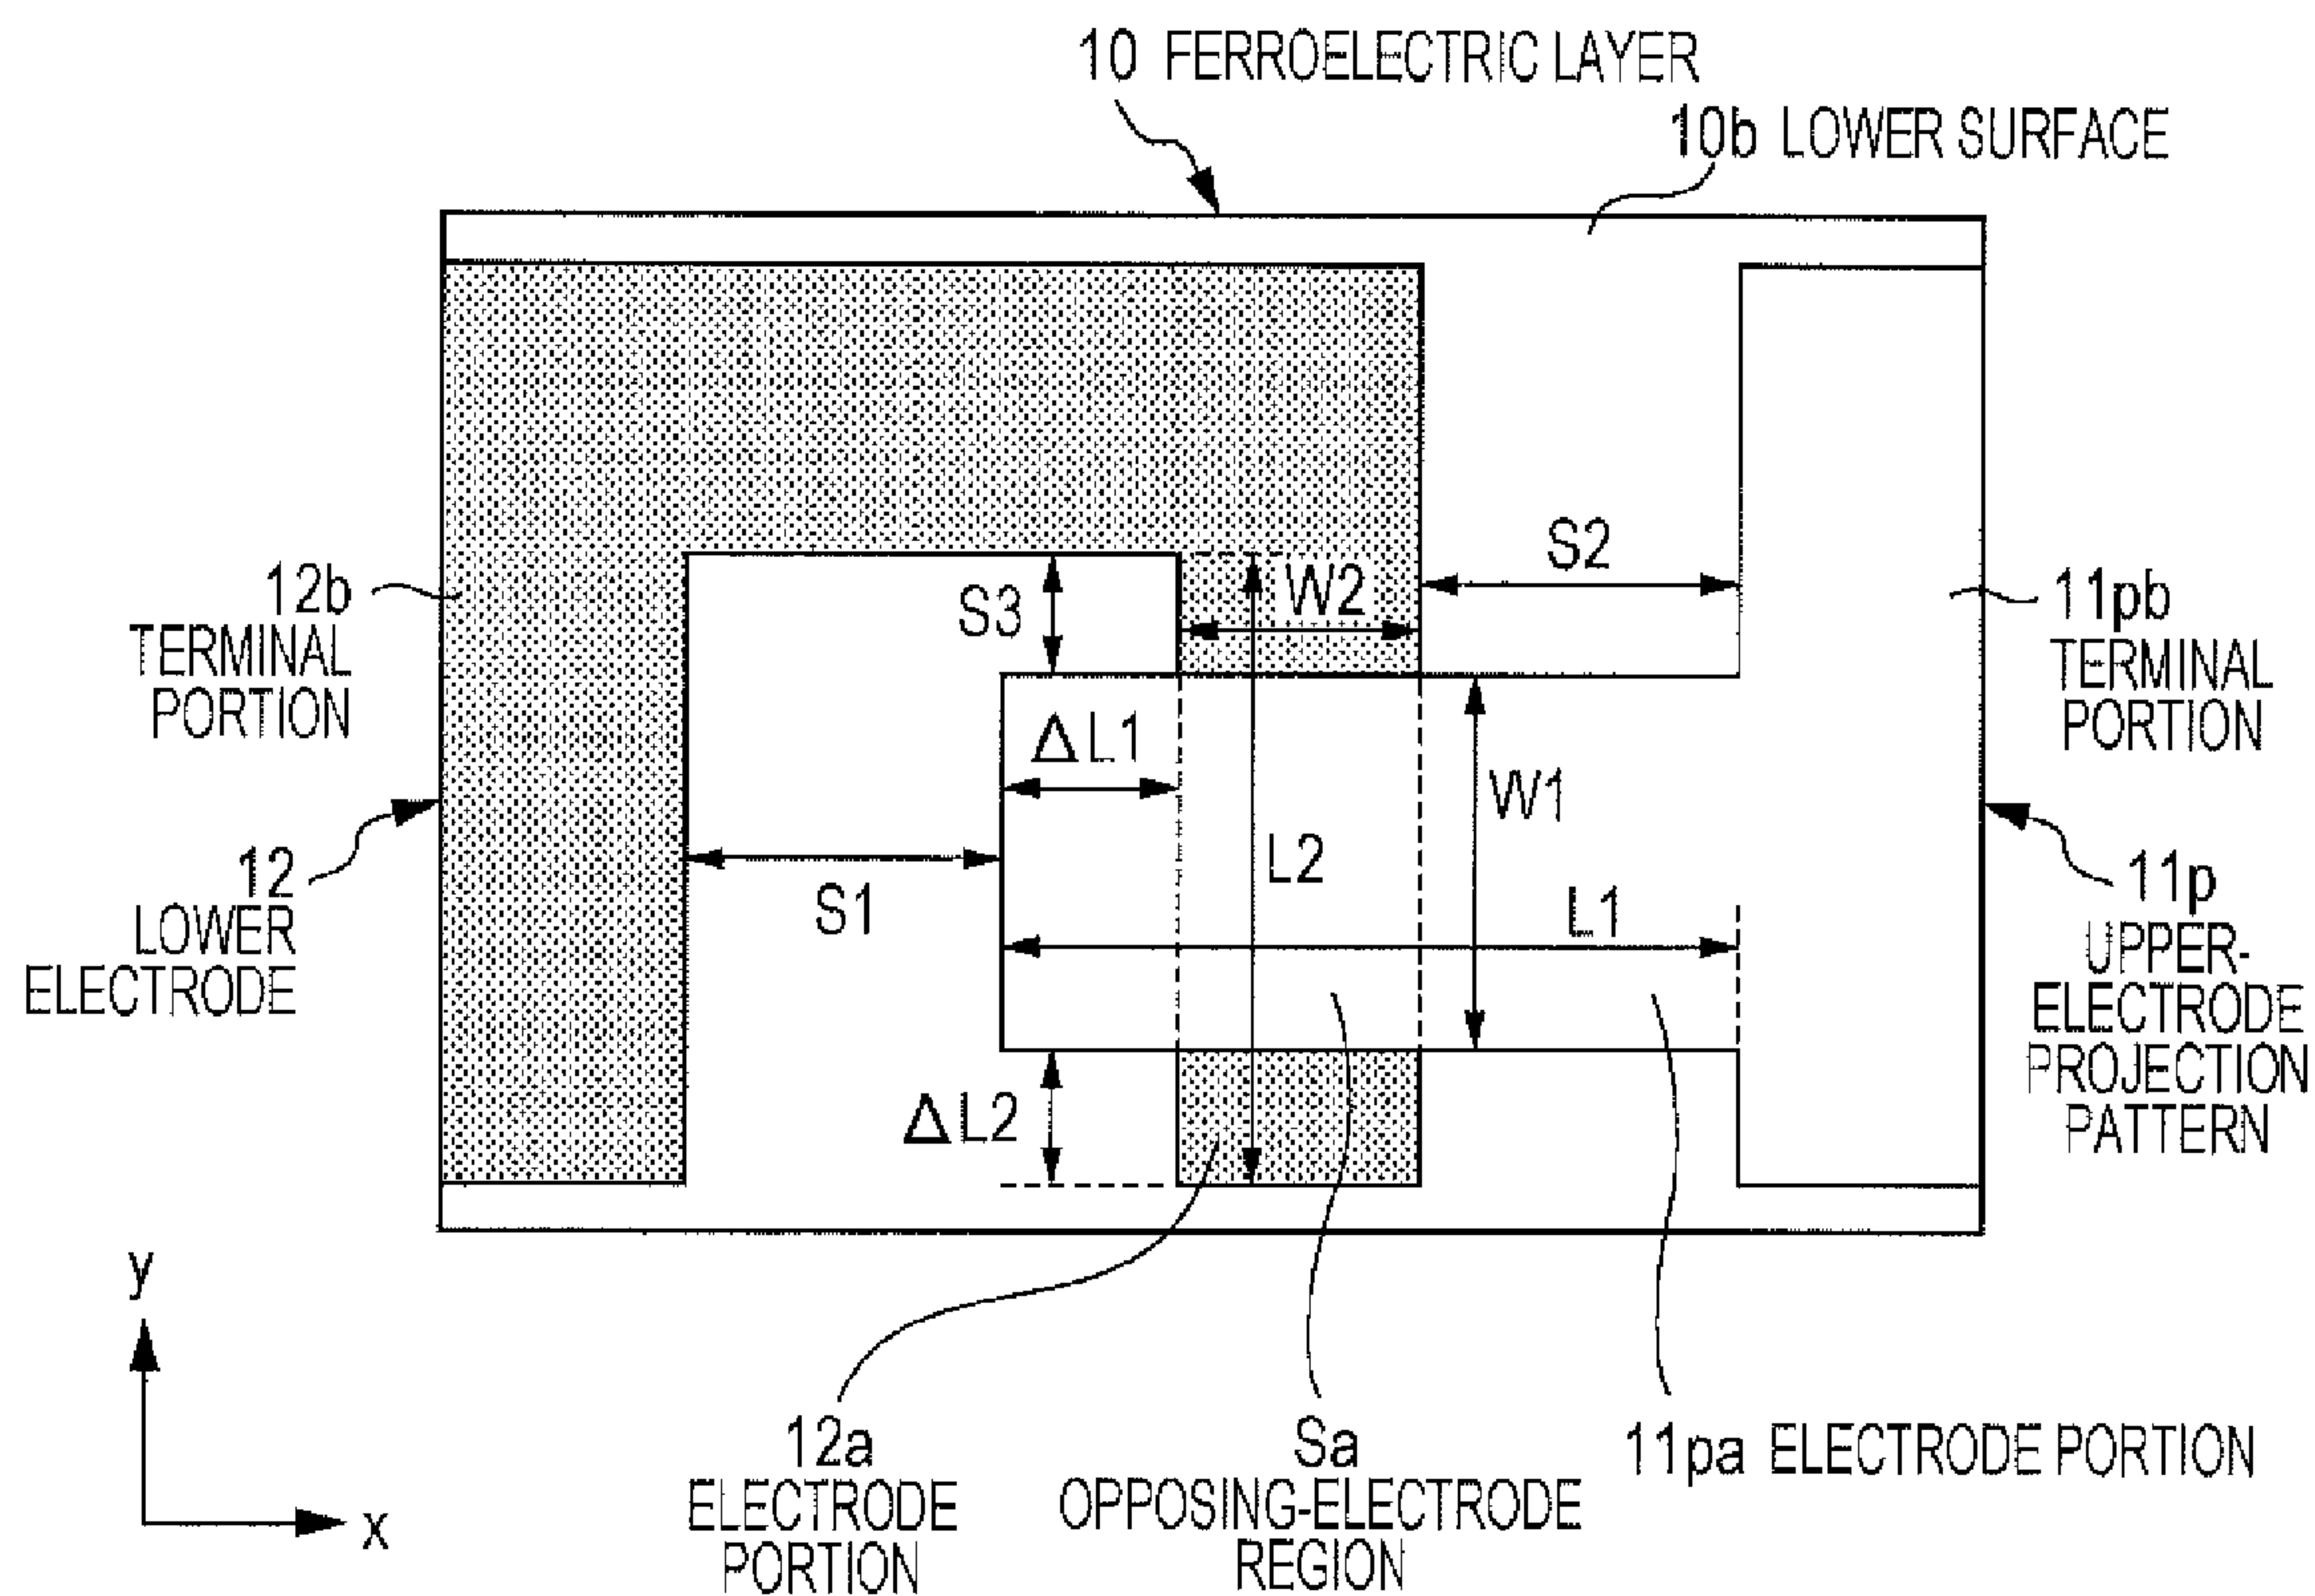 10 FERROELECTRIC LAYER
10b LOWER SURFACE
S2
12b
TERMINAL
PORTION
S3
W2
11pb
TERMINAL
PORTION
ΔL1
W1
12
LOWER
ELECTRODE
S1
L2
L1
11p
UPPER-
ELECTRODE
PROJECTION
PATTERN
ΔL2
y
x
12a
ELECTRODE
PORTION
Sa
OPPOSING-ELECTRODE
REGION
11pa ELECTRODE PORTION